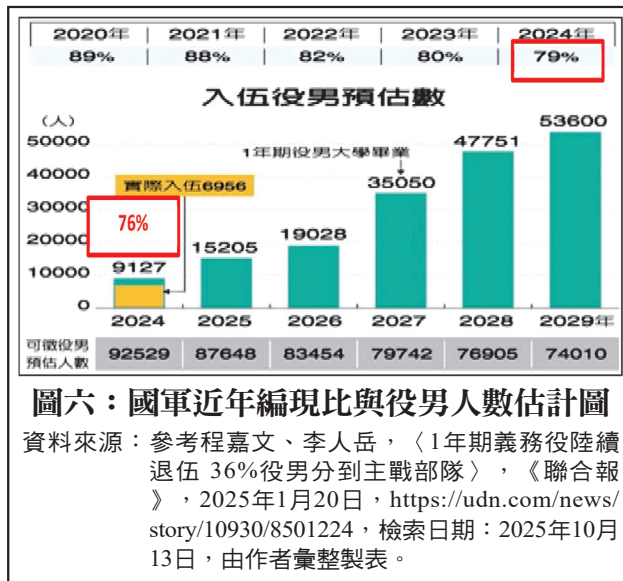 2020年 | 2021年 | 2022年 | 2023年 | 2024年
89% | 88% | 82% | 80% | 79%
入伍役男預估數
(人)
53600
50000
47751
1年期役男大學畢業
40000
35050
實際入伍6956
30000
76%
20000
19028
15205
10000
9127
0
2024 2025 2026 2027 2028 2029年
可徵役男預估人數 92529 87648 83454 79742 76905 74010
圖六：國軍近年編現比與役男人數估計圖
資料來源：參考程嘉文、李人岳，〈1年期義務役陸續
退伍 36%役男分到主戰部隊〉，《聯合報
》，2025年1月20日，https://udn.com/news/
story/10930/8501224，檢索日期：2025年10月
13日，由作者彙整製表。